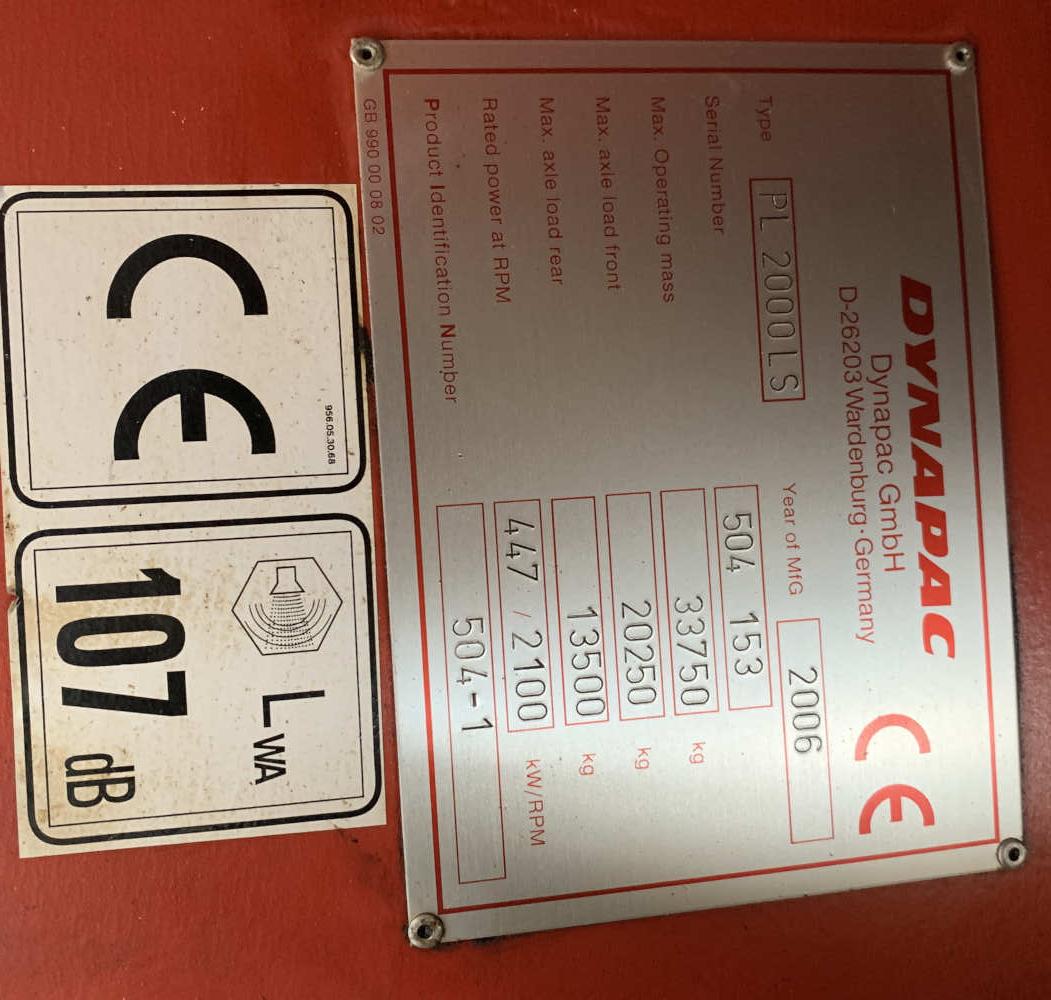 DYNAPAC
Dynapac GmbH
D-26203 Wardenburg·Germany
CE
Type PL 2000LS Year of MfG 2006
Serial Number 504 153
Max. Operating mass 33750 kg
Max. axle load front 20250 kg
Max. axle load rear 13500 kg
Rated power at RPM 447 / 2100 kW/RPM
Product Identification Number 504-1
GB 990 00 08 02
956.05.30.68
CE
LWA
107 dB